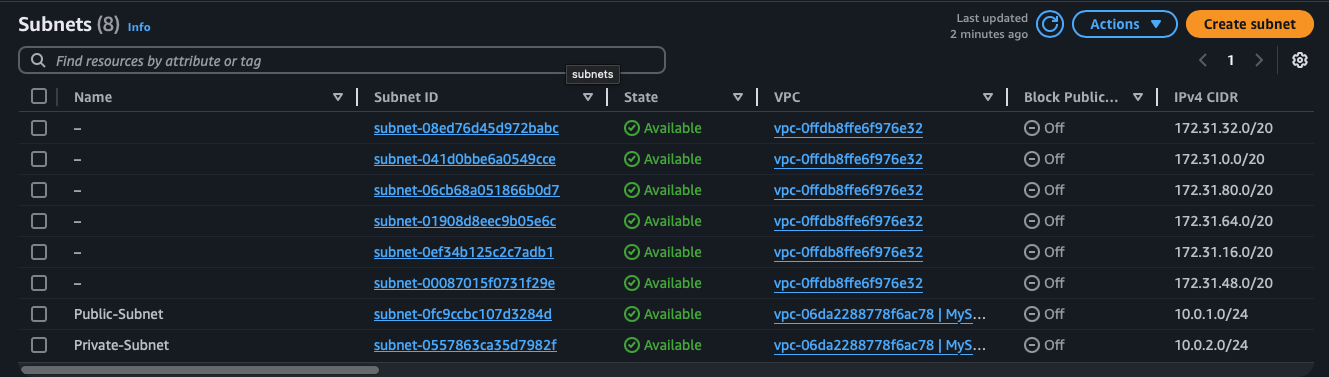 Subnets (8) Info
Last updated
2 minutes ago
Actions
Create subnet
Find resources by attribute or tag
1
subnets
Name Subnet ID State VPC Block Public... IPv4 CIDR
– subnet-08ed76d45d972babc Available vpc-0ffdb8ffe6f976e32 Off 172.31.32.0/20
– subnet-041d0bbe6a0549cce Available vpc-0ffdb8ffe6f976e32 Off 172.31.0.0/20
– subnet-06cb68a051866b0d7 Available vpc-0ffdb8ffe6f976e32 Off 172.31.80.0/20
– subnet-01908d8eec9b05e6c Available vpc-0ffdb8ffe6f976e32 Off 172.31.64.0/20
– subnet-0ef34b125c2c7adb1 Available vpc-0ffdb8ffe6f976e32 Off 172.31.16.0/20
– subnet-00087015f0731f29e Available vpc-0ffdb8ffe6f976e32 Off 172.31.48.0/20
Public-Subnet subnet-0fc9ccbc107d3284d Available vpc-06da2288778f6ac78 | MyS... Off 10.0.1.0/24
Private-Subnet subnet-0557863ca35d7982f Available vpc-06da2288778f6ac78 | MyS... Off 10.0.2.0/24